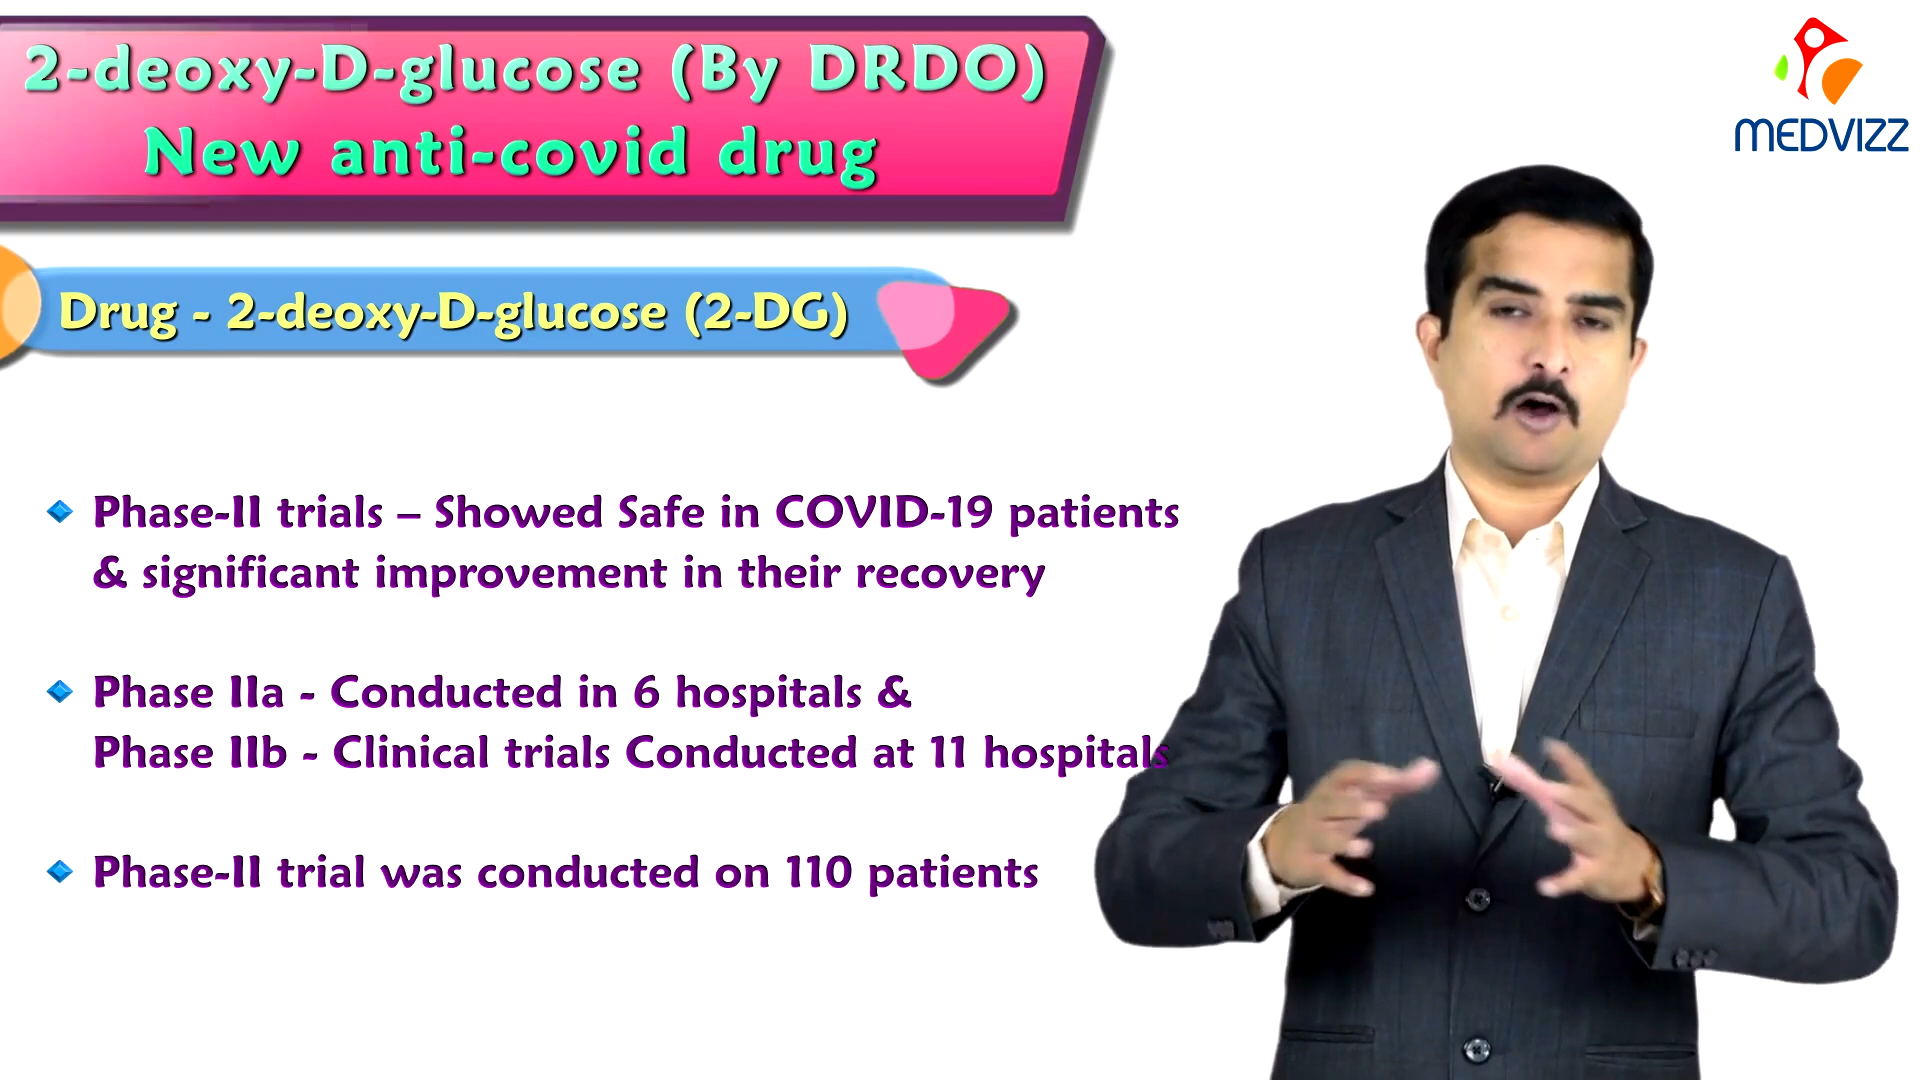 2-deoxy-D-glucose (By DRDO)
New anti-covid drug
MEDVIZZ
Drug - 2-deoxy-D-glucose (2-DG)
Phase-II trials – Showed Safe in COVID-19 patients
& significant improvement in their recovery
Phase IIa - Conducted in 6 hospitals &
Phase IIb - Clinical trials Conducted at 11 hospitals
Phase-II trial was conducted on 110 patients